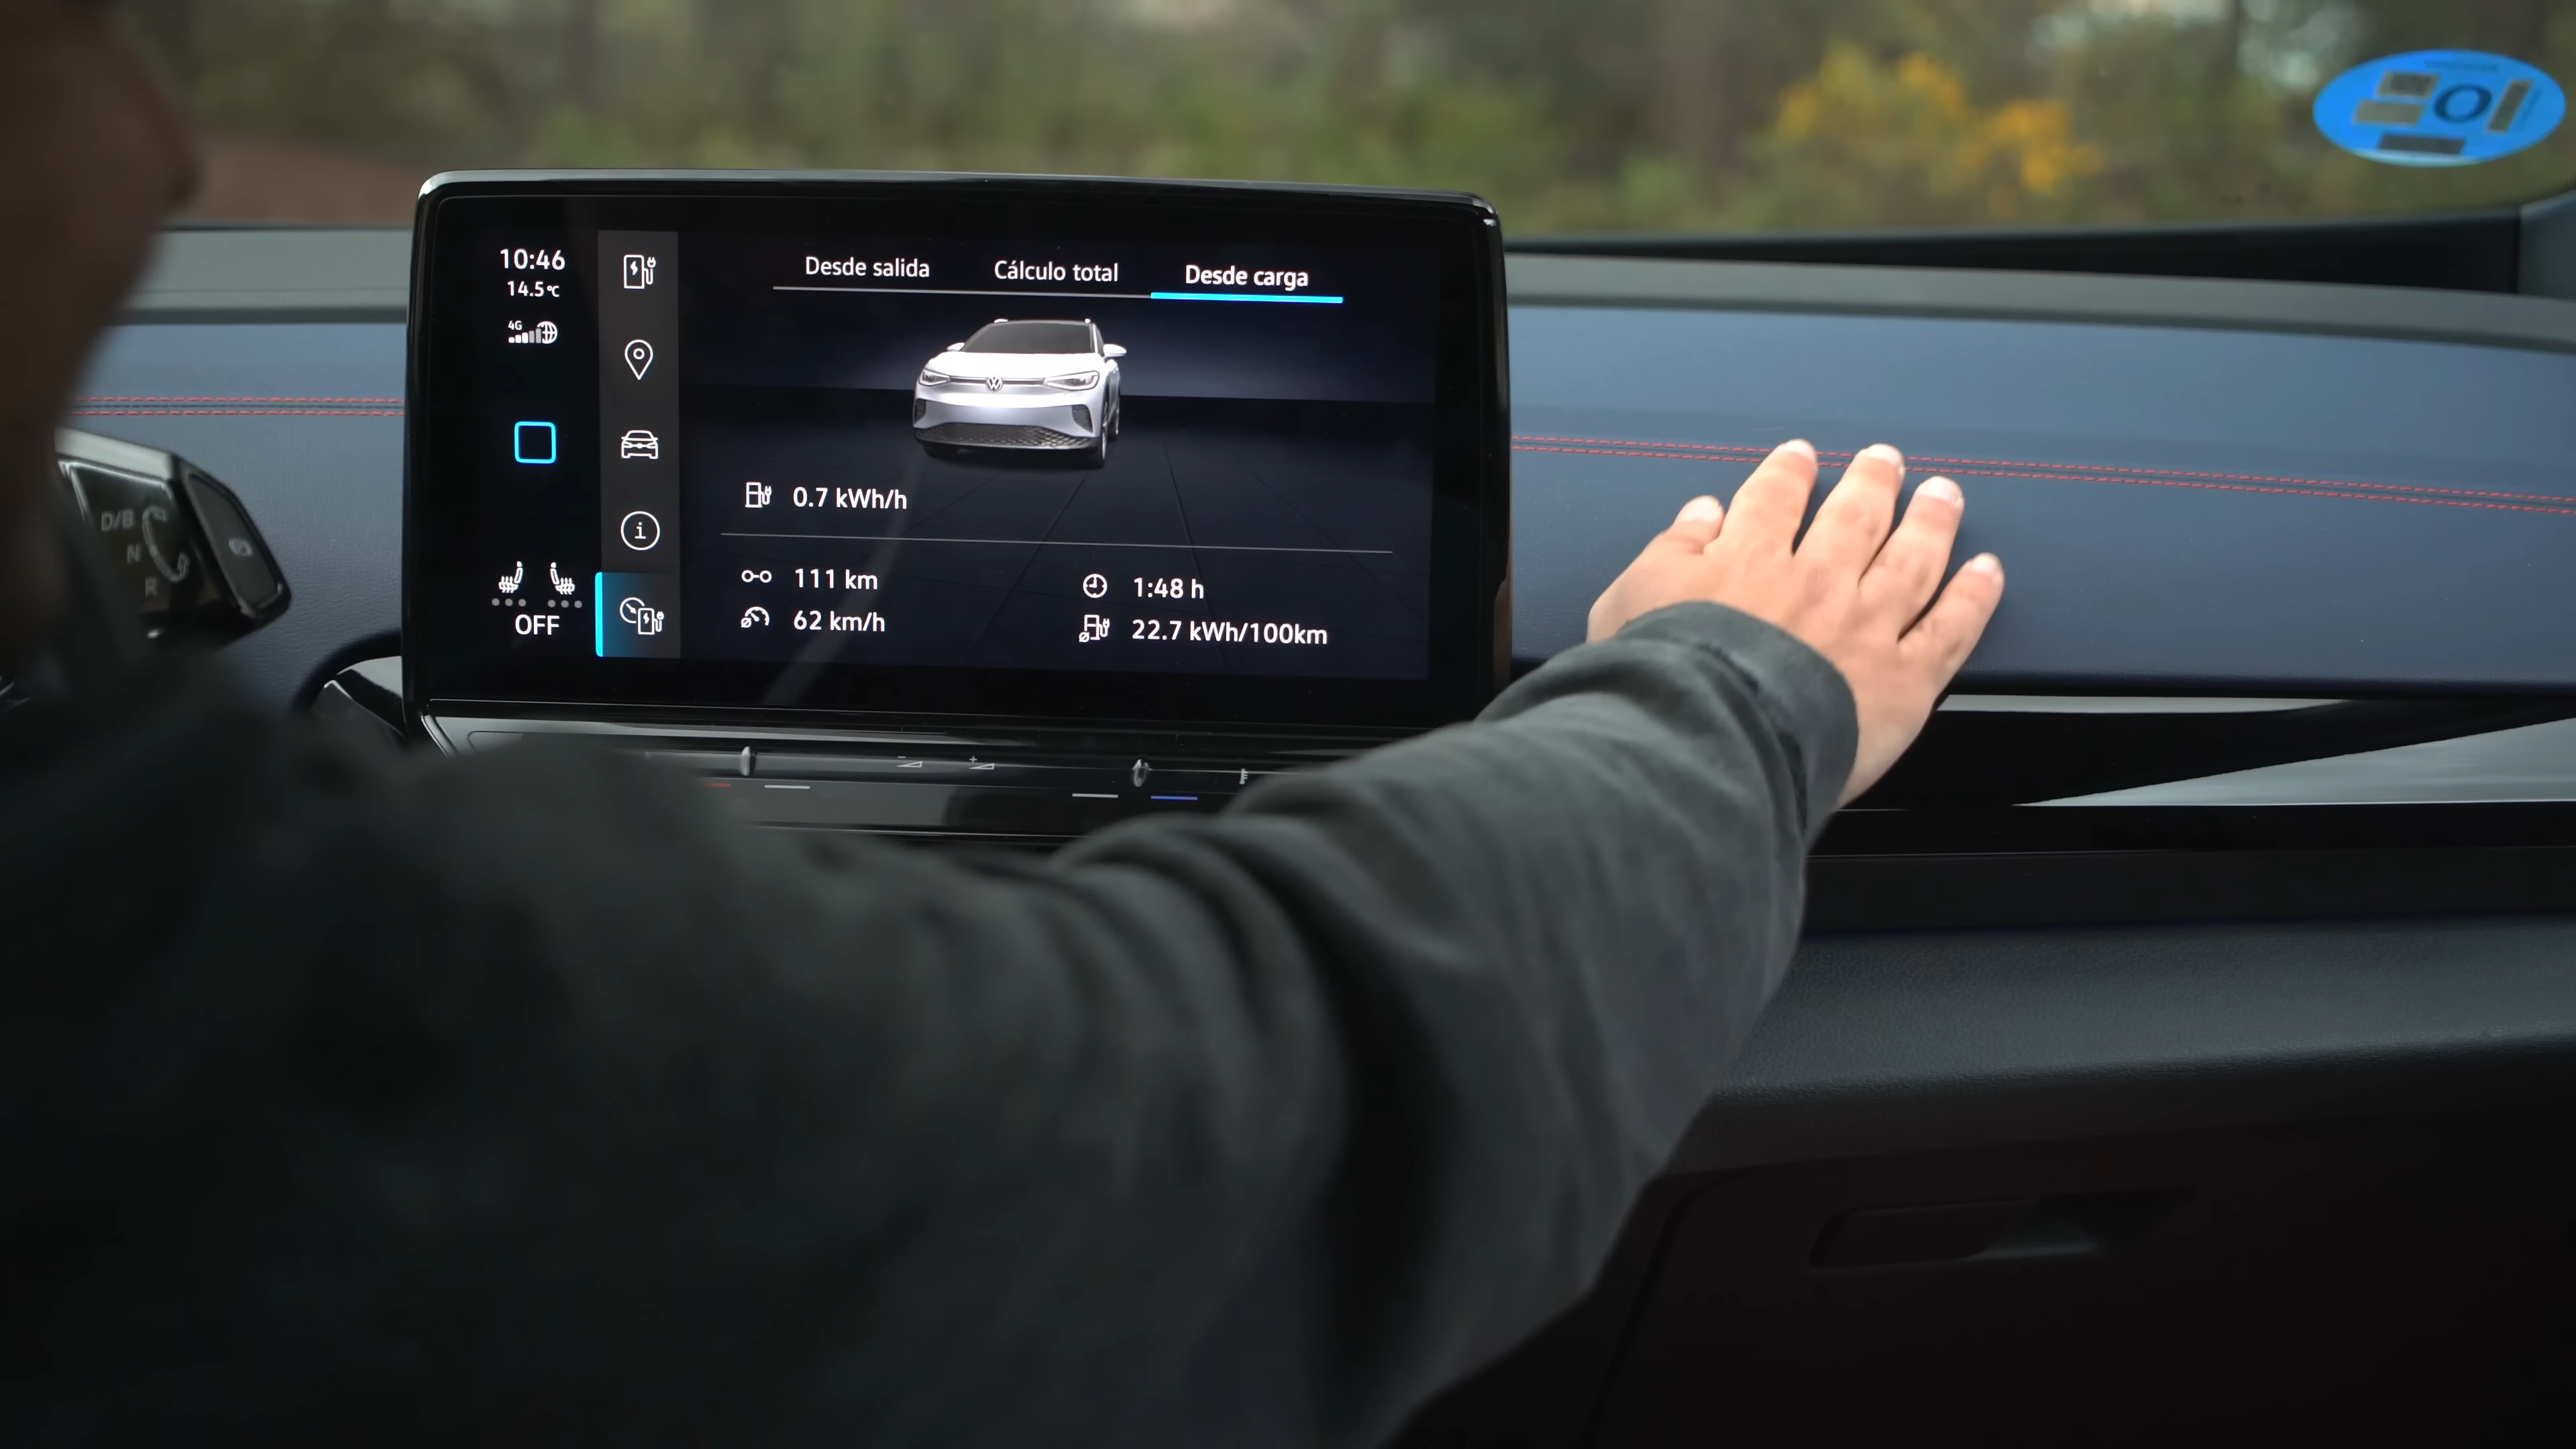 10:46
14.5°C
4G
OFF
Desde salida
Cálculo total
Desde carga
0.7 kWh/h
111 km
62 km/h
1:48 h
22.7 kWh/100km
D/B
N
R
0